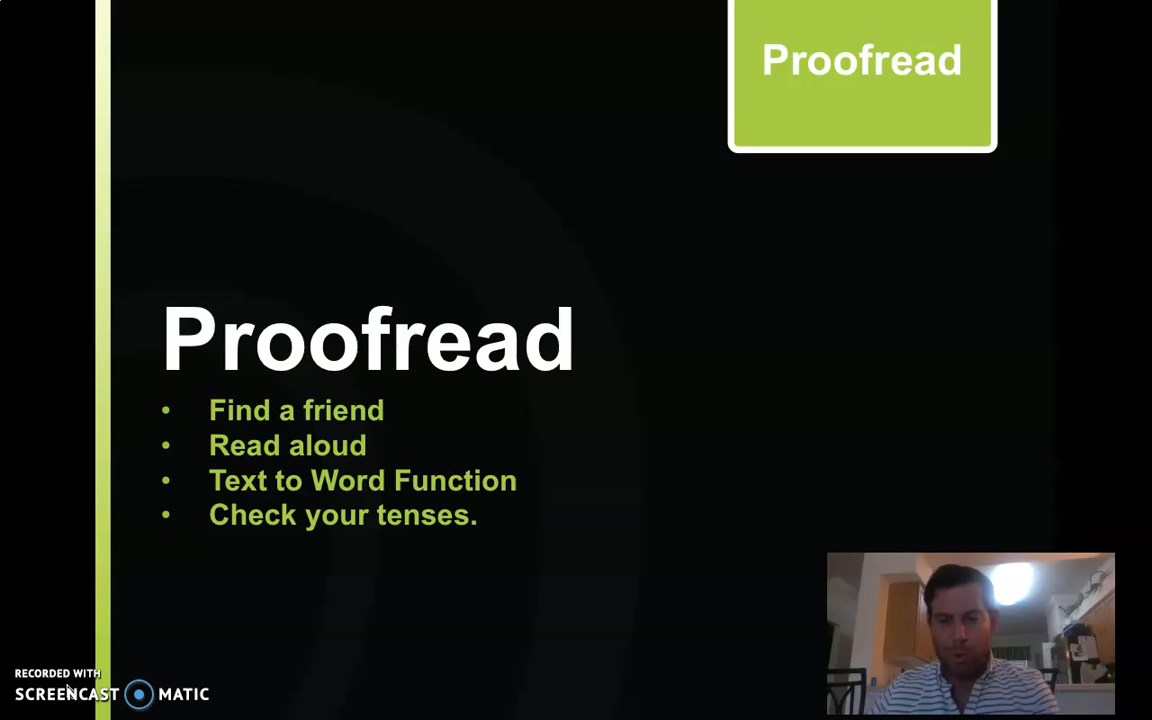 Proofread
Proofread
• Find a friend
• Read aloud
• Text to Word Function
• Check your tenses.
RECORDED WITH
SCREENCAST MATIC